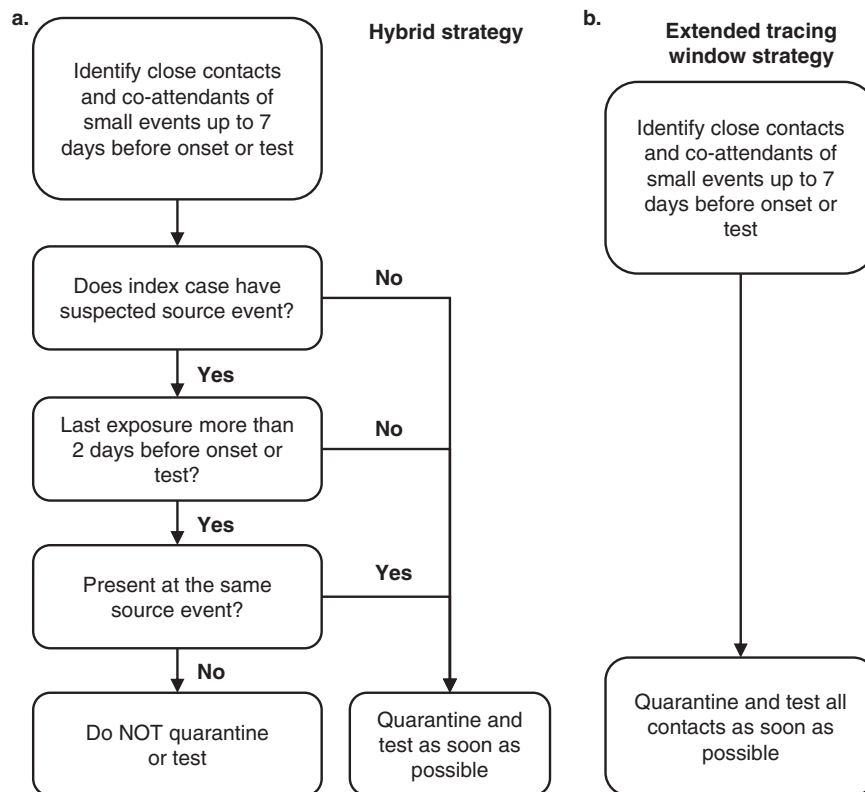 a.
Hybrid strategy
Identify close contacts
and co-attendants of
small events up to 7
days before onset or test
Does index case have
suspected source event?
No
Yes
Last exposure more than
2 days before onset or
test?
No
Yes
Present at the same
source event?
Yes
No
Do NOT quarantine
or test
Quarantine and
test as soon as
possible
b.
Extended tracing
window strategy
Identify close contacts
and co-attendants of
small events up to 7
days before onset or
test
Quarantine and test all
contacts as soon as
possible